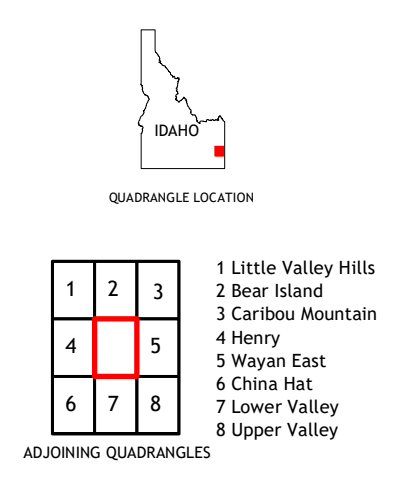 IDAHO
QUADRANGLE LOCATION
1 2 3
4 5
6 7 8
1 Little Valley Hills
2 Bear Island
3 Caribou Mountain
4 Henry
5 Wayan East
6 China Hat
7 Lower Valley
8 Upper Valley
ADJOINING QUADRANGLES